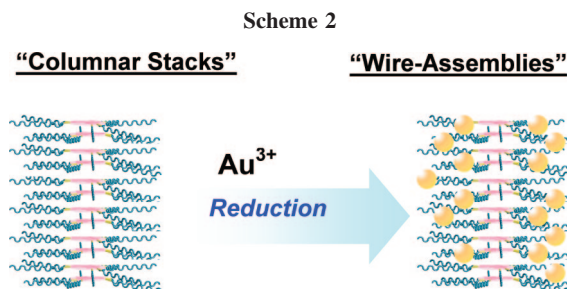 Scheme 2
"Columnar Stacks"
"Wire-Assemblies"
Au³⁺
Reduction